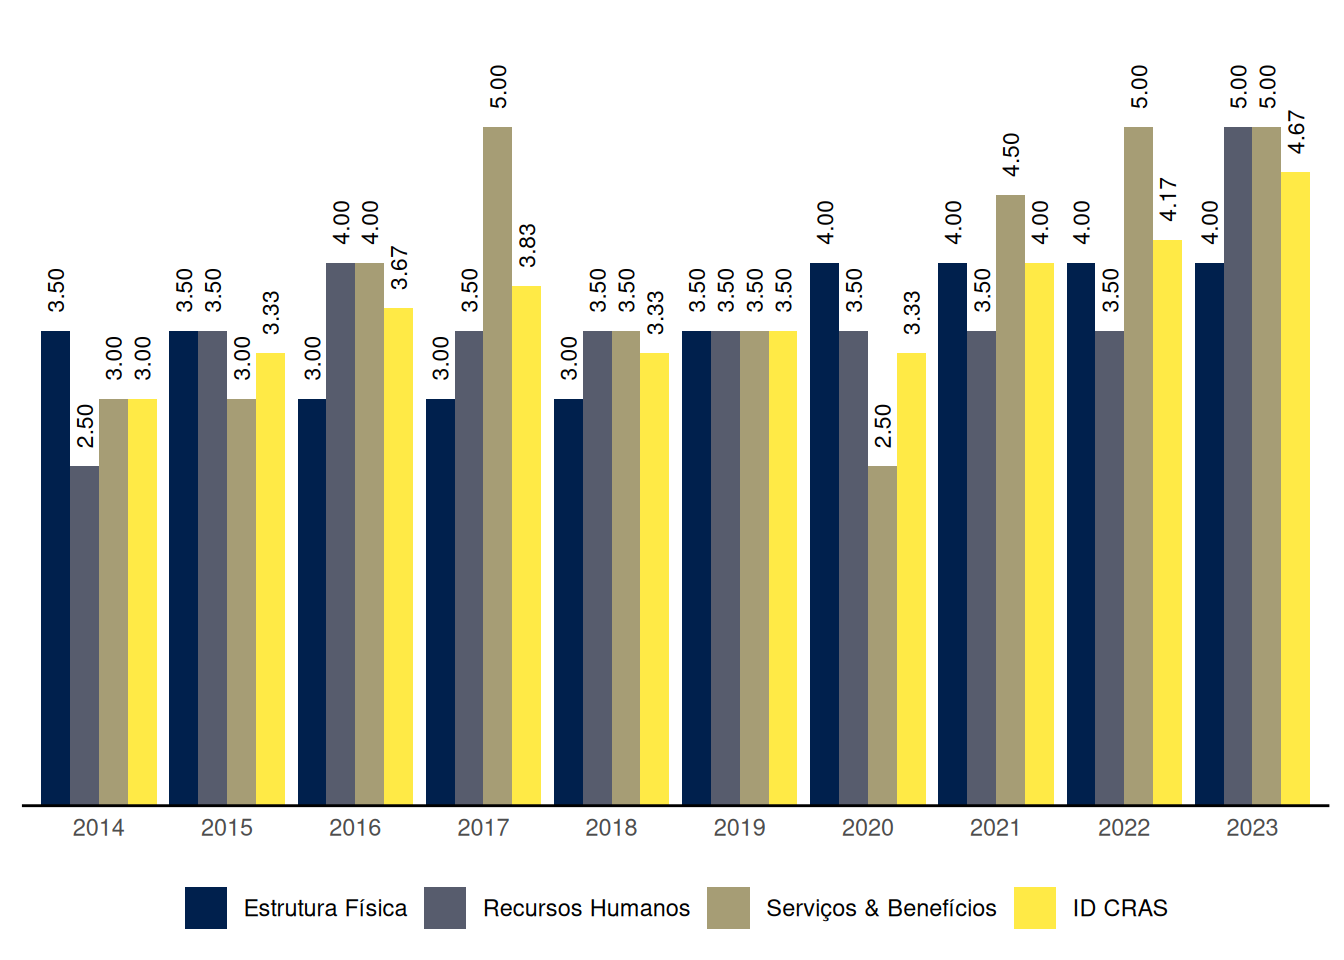 3.50 2.50 3.00 3.00
3.50 3.50 3.00 3.33
3.00 4.00 4.00 3.67
3.00 3.50 5.00 3.83
3.00 3.50 3.50 3.33
3.50 3.50 3.50 3.50
4.00 3.50 2.50 3.33
4.00 3.50 4.50 4.00
4.00 3.50 5.00 4.17
4.00 5.00 5.00 4.67
2014 2015 2016 2017 2018 2019 2020 2021 2022 2023
Estrutura Física Recursos Humanos Serviços & Benefícios ID CRAS